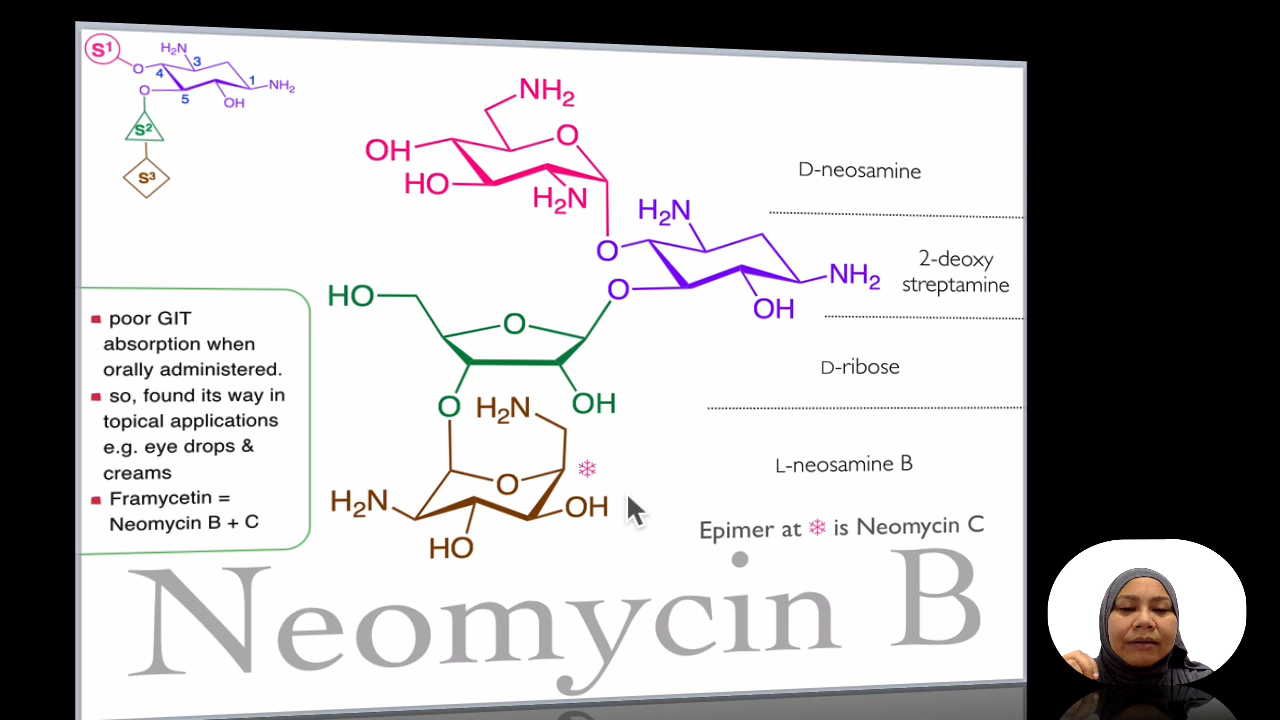 S¹
H₂N
3
O
4
1
NH₂
O
5
OH
S²
S³
NH₂
OH
O
HO
H₂N
D-neosamine
H₂N
O
NH₂
2-deoxy
streptamine
O
OH
HO
O
D-ribose
O
H₂N
OH
L-neosamine B
O
H₂N
OH
HO
Epimer at ❄ is Neomycin C
poor GIT
absorption when
orally administered.
so, found its way in
topical applications
e.g. eye drops &
creams
Framycetin =
Neomycin B + C
Neomycin B